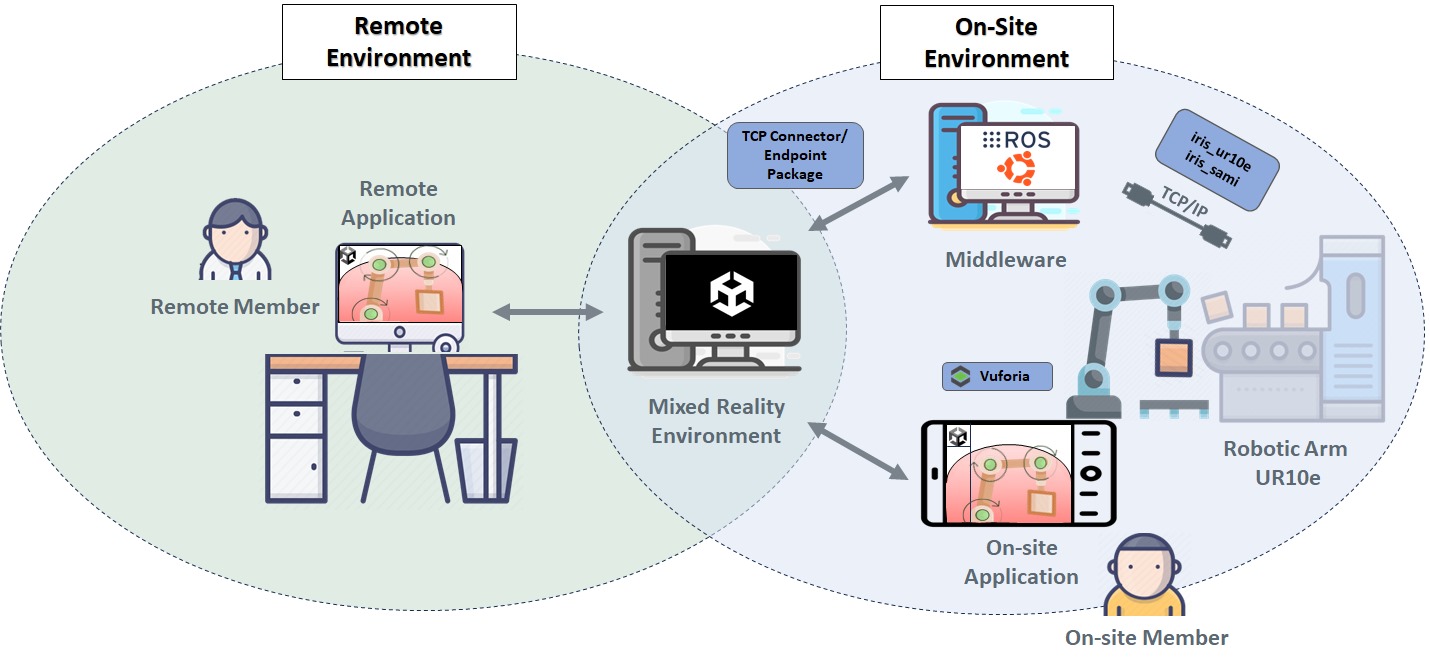 Remote
Environment
On-Site
Environment
TCP Connector/
Endpoint
Package
ROS
iris_ur10e
iris_sami
TCP/IP
Remote
Application
Middleware
Remote Member
Vuforia
Mixed Reality
Environment
Robotic Arm
UR10e
On-site
Application
On-site Member